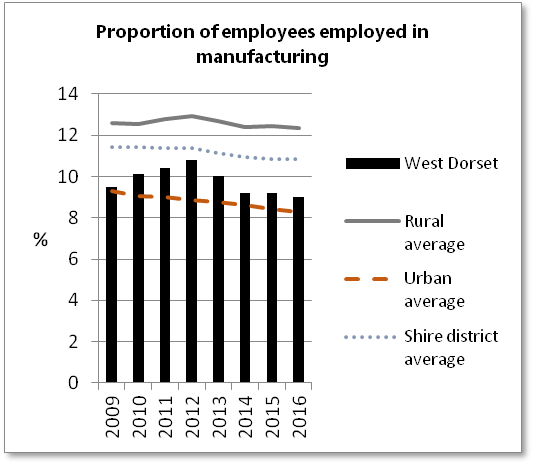 Proportion of employees employed in
manufacturing
14
12
10
8
6
4
2
0
%
2009
2010
2011
2012
2013
2014
2015
2016
West Dorset
Rural
average
Urban
average
Shire district
average